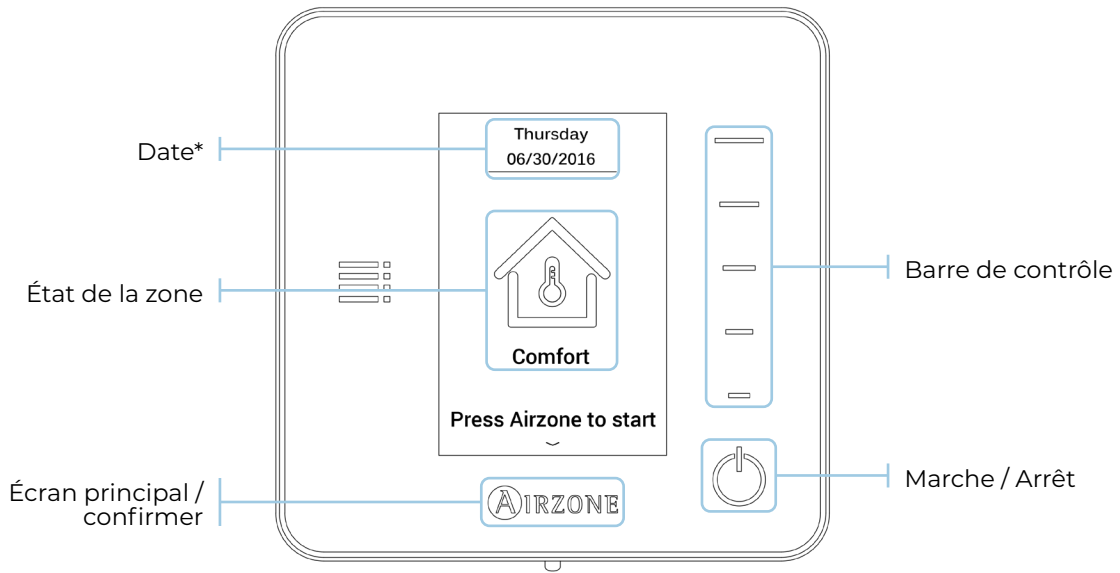 Date*
Thursday
06/30/2016
Barre de contrôle
État de la zone
Comfort
Press Airzone to start
Écran principal /
confirmer
AIRZONE
Marche / Arrêt